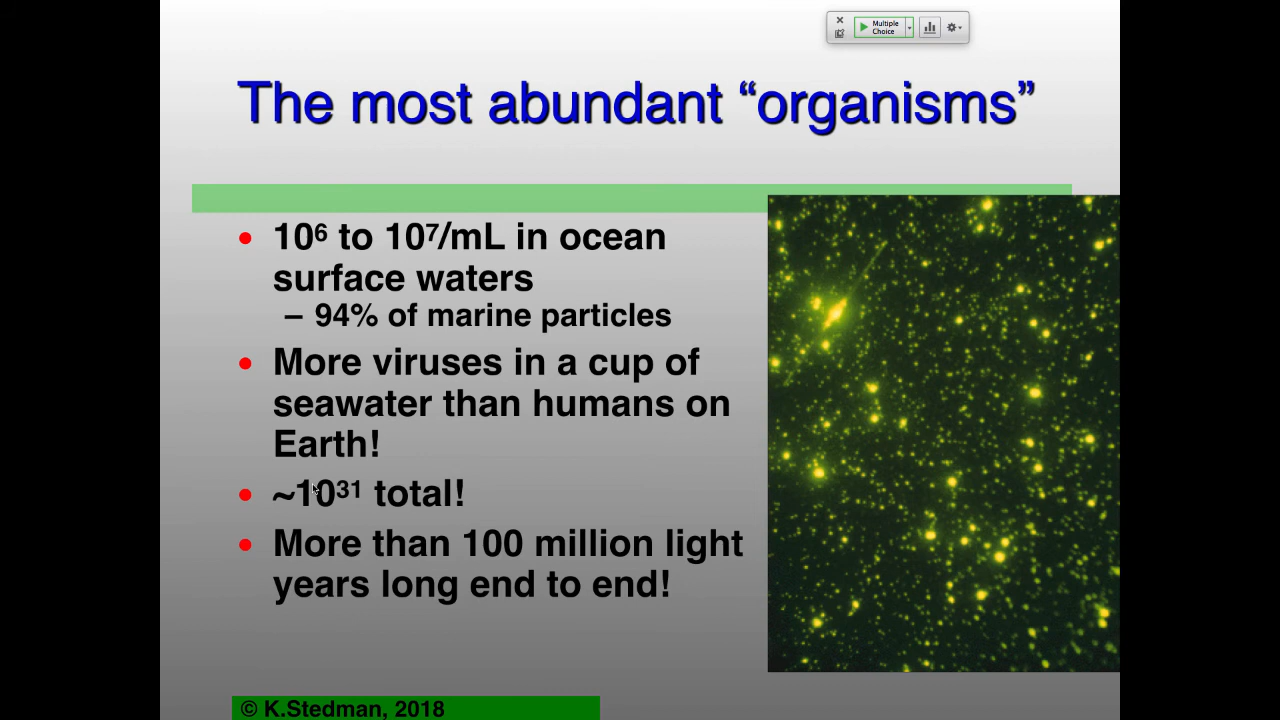 Multiple
Choice
The most abundant “organisms”
• 10⁶ to 10⁷/mL in ocean
surface waters
– 94% of marine particles
• More viruses in a cup of
seawater than humans on
Earth!
• ~10³¹ total!
• More than 100 million light
years long end to end!
© K.Stedman, 2018